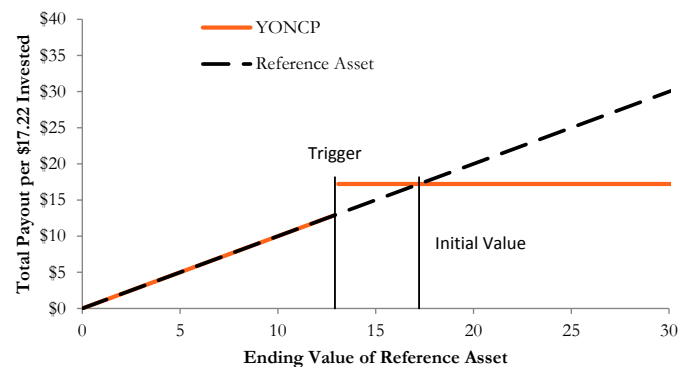 $40
YONCP
$35
Reference Asset
$30
$25
$20
Trigger
$15
Initial Value
$10
$5
$0
0 5 10 15 20 25 30
Total Payout per $17.22 Invested
Ending Value of Reference Asset